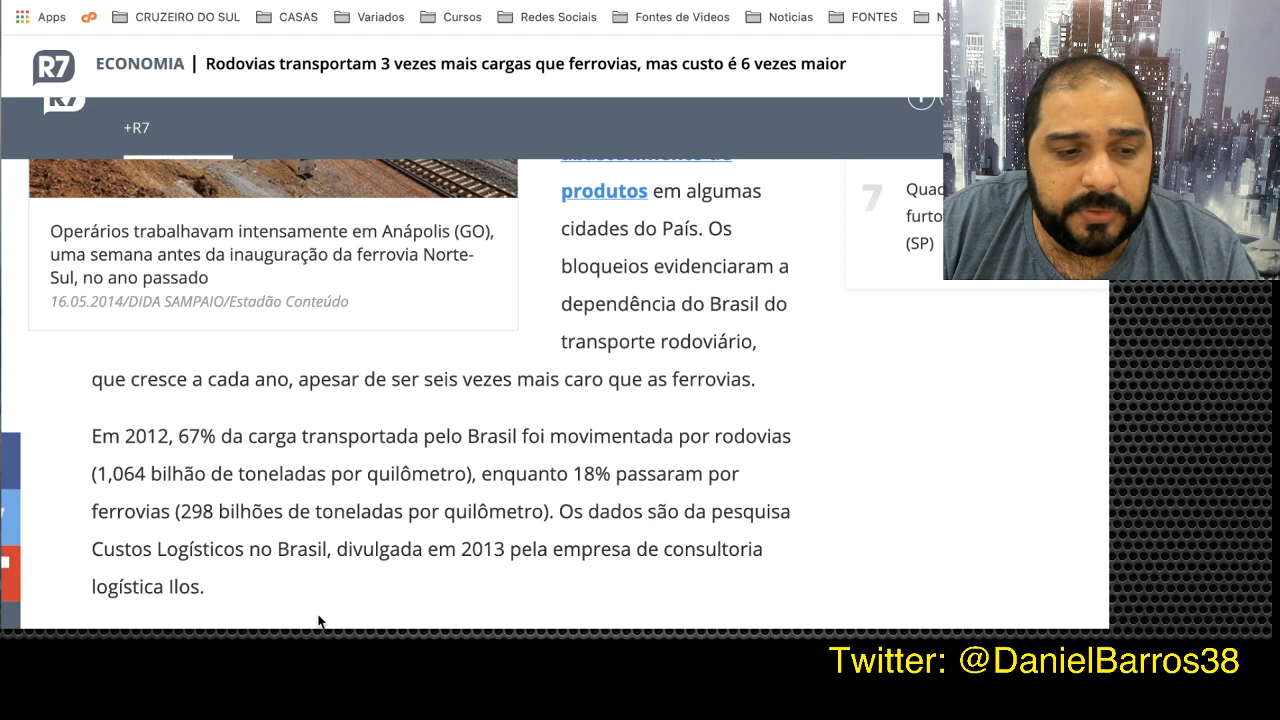 Apps CRUZEIRO DO SUL CASAS Variados Cursos Redes Sociais Fontes de Videos Noticias FONTES
R7 ECONOMIA | Rodovias transportam 3 vezes mais cargas que ferrovias, mas custo é 6 vezes maior
R7
+R7
Operários trabalhavam intensamente em Anápolis (GO),
uma semana antes da inauguração da ferrovia Norte-
Sul, no ano passado
16.05.2014/DIDA SAMPAIO/Estadão Conteúdo
produtos em algumas
cidades do País. Os
bloqueios evidenciaram a
dependência do Brasil do
transporte rodoviário,
que cresce a cada ano, apesar de ser seis vezes mais caro que as ferrovias.
Em 2012, 67% da carga transportada pelo Brasil foi movimentada por rodovias
(1,064 bilhão de toneladas por quilômetro), enquanto 18% passaram por
ferrovias (298 bilhões de toneladas por quilômetro). Os dados são da pesquisa
Custos Logísticos no Brasil, divulgada em 2013 pela empresa de consultoria
logística Ilos.
7
Quad
furto
(SP)
Twitter: @DanielBarros38